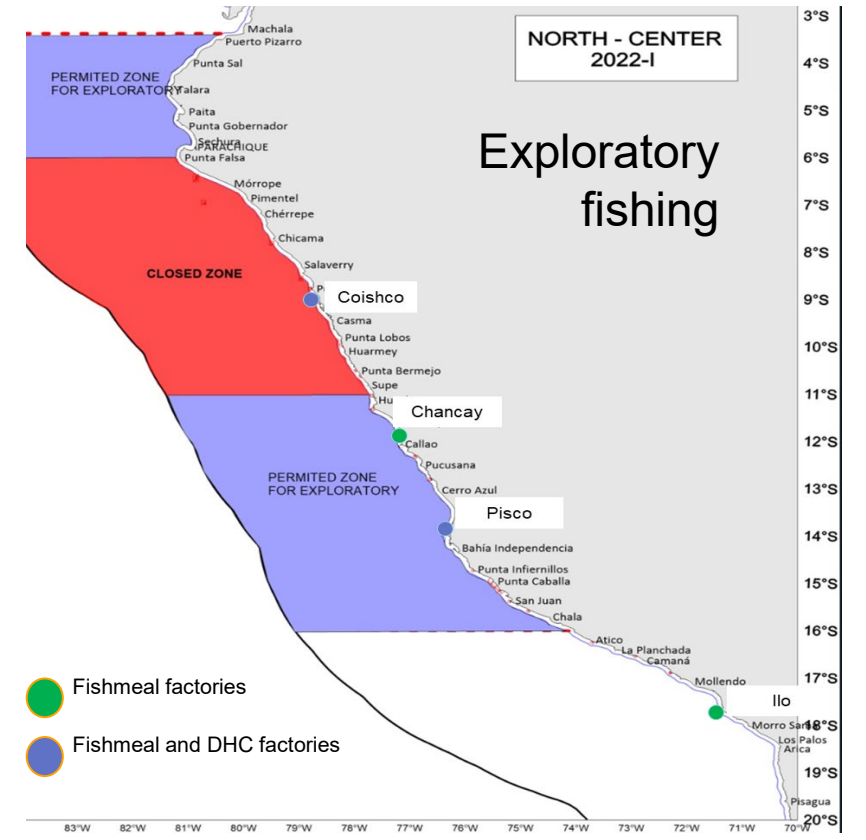 NORTH - CENTER
2022-I
Exploratory
fishing
3°S
4°S
5°S
6°S
7°S
8°S
9°S
10°S
11°S
12°S
13°S
14°S
15°S
16°S
17°S
18°S
19°S
20°S
Machala
Puerto Pizarro
Punta Sal
PERMITED ZONE
FOR EXPLORATORY
Talara
Paita
Punta Gobernador
Sechura
PARACHIQUE
Punta Falsa
Mórrope
Pimentel
Chérrepe
Chicama
CLOSED ZONE
Salaverry
Coishco
Casma
Punta Lobos
Huarmey
Punta Bermejo
Supe
Chancay
Callao
Pucusana
PERMITED ZONE
FOR EXPLORATORY
Cerro Azul
Pisco
Bahía Independencia
Punta Infiernillos
Punta Caballa
San Juan
Chala
Atico
La Planchada
Camaná
Mollendo
Ilo
Morro Sama
Los Palos
Arica
Pisagua
Fishmeal factories
Fishmeal and DHC factories
83°W 82°W 81°W 80°W 79°W 78°W 77°W 76°W 75°W 74°W 73°W 72°W 71°W 70°W